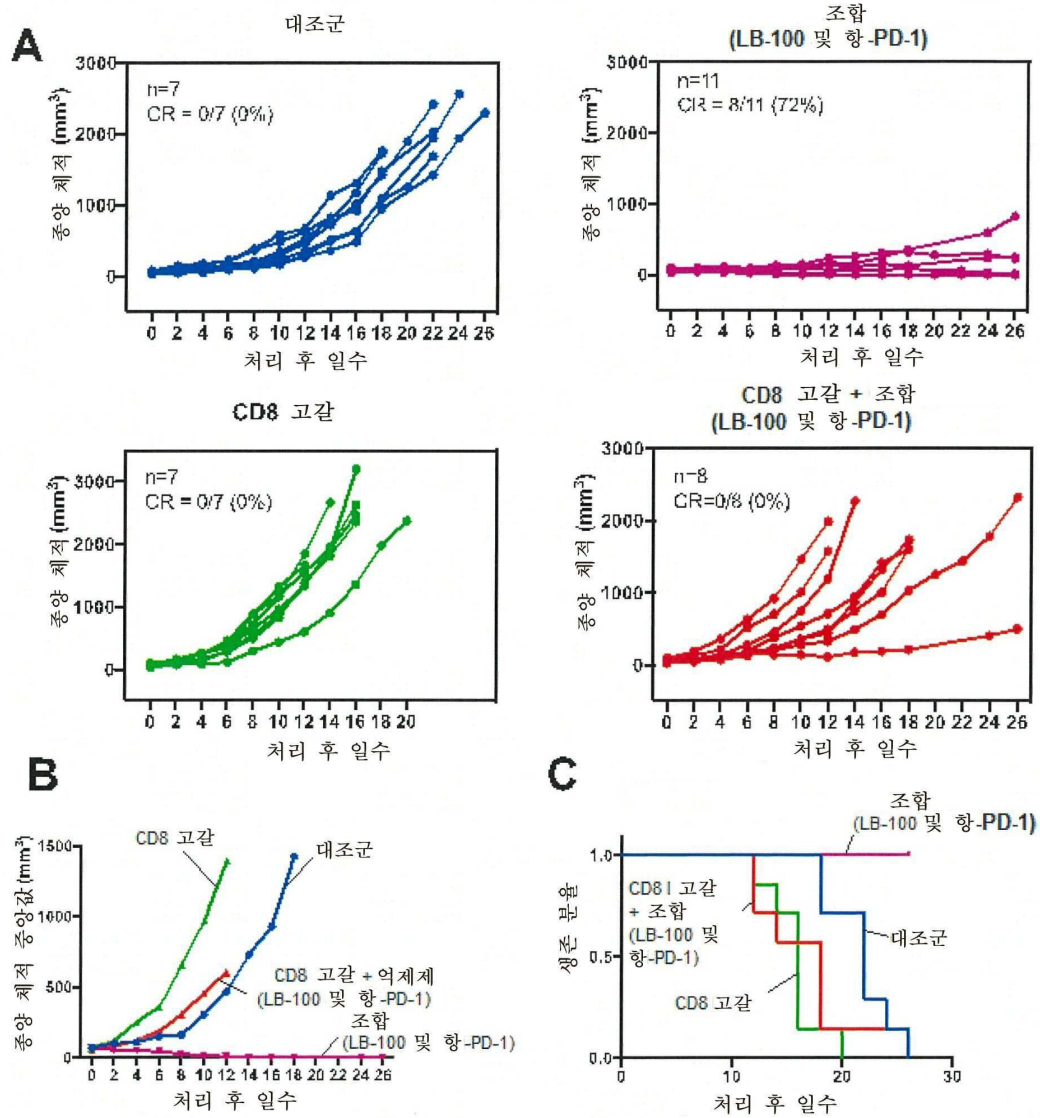 A
대조군
3000
2000
1000
0
종양 체적 (mm³)
n=7
CR = 0/7 (0%)
0 2 4 6 8 10 12 14 16 18 20 22 24 26
처리 후 일수
조합
(LB-100 및 항-PD-1)
3000
2000
1000
0
종양 체적 (mm³)
n=11
CR = 8/11 (72%)
0 2 4 6 8 10 12 14 16 18 20 22 24 26
처리 후 일수
CD8 고갈
3000
2000
1000
0
종양 체적 (mm³)
n=7
CR = 0/7 (0%)
0 2 4 6 8 10 12 14 16 18 20
처리 후 일수
CD8 고갈 + 조합
(LB-100 및 항-PD-1)
3000
2000
1000
0
종양 체적 (mm³)
n=8
CR=0/8 (0%)
0 2 4 6 8 10 12 14 16 18 20 22 24 26
처리 후 일수
B
1500
1000
500
0
종양 체적 중앙값 (mm³)
CD8 고갈
대조군
CD8 고갈 + 억제제
(LB-100 및 항-PD-1)
조합
(LB-100 및 항-PD-1)
0 2 4 6 8 10 12 14 16 18 20 22 24 26
처리 후 일수
C
조합
(LB-100 및 항-PD-1)
1.0
0.5
0.0
생존 분율
CD8 I 고갈
+ 조합
(LB-100 및
항-PD-1)
대조군
CD8 고갈
0 10 20 30
처리 후 일수